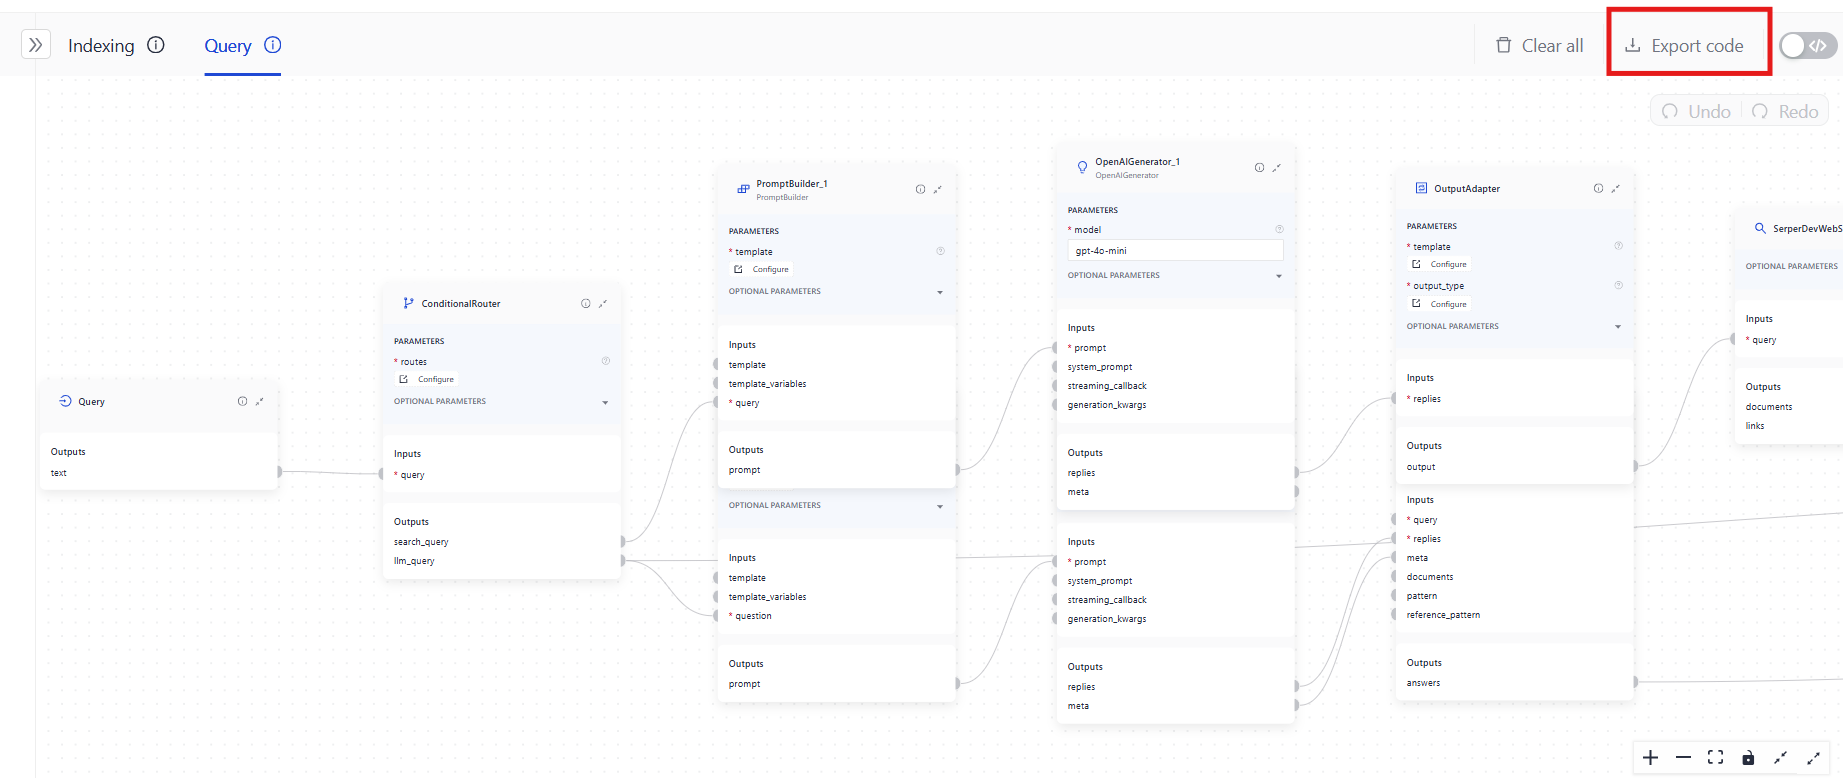 Indexing
Query
Clear all
Export code
</>
Undo
Redo
Query
Outputs
text
ConditionalRouter
PARAMETERS
* routes
Configure
OPTIONAL PARAMETERS
Inputs
* query
Outputs
search_query
llm_query
PromptBuilder_1
PromptBuilder
PARAMETERS
* template
Configure
OPTIONAL PARAMETERS
Inputs
template
template_variables
* query
Outputs
prompt
OPTIONAL PARAMETERS
Inputs
template
template_variables
* question
Outputs
prompt
OpenAIGenerator_1
OpenAIGenerator
PARAMETERS
* model
gpt-4o-mini
OPTIONAL PARAMETERS
Inputs
* prompt
system_prompt
streaming_callback
generation_kwargs
Outputs
replies
meta
Inputs
* prompt
system_prompt
streaming_callback
generation_kwargs
Outputs
replies
meta
OutputAdapter
PARAMETERS
* template
Configure
* output_type
Configure
OPTIONAL PARAMETERS
Inputs
* replies
Outputs
output
Inputs
* query
* replies
meta
documents
pattern
reference_pattern
Outputs
answers
SerperDevWebS
OPTIONAL PARAMETERS
Inputs
* query
Outputs
documents
links